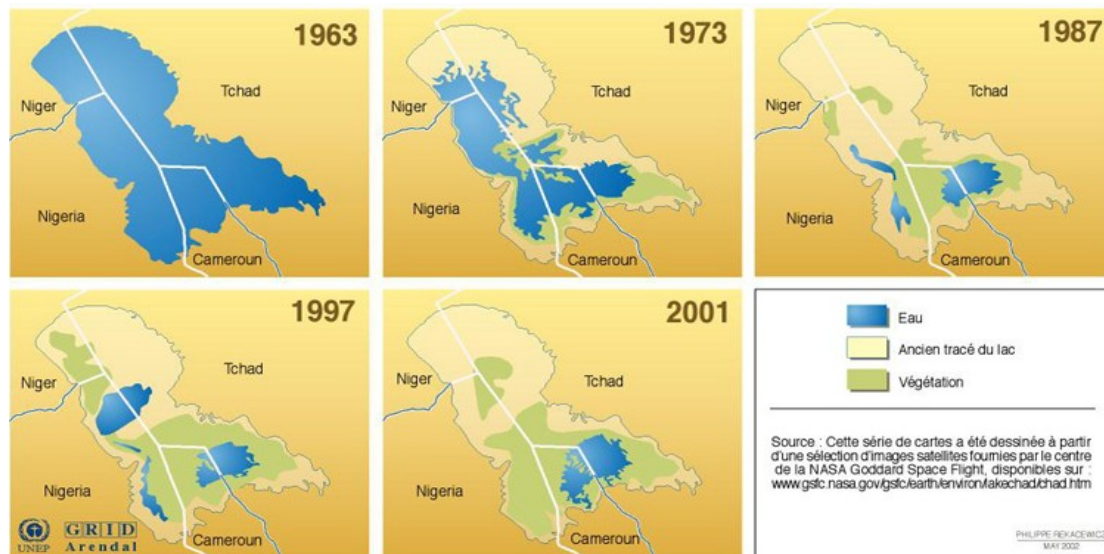 1963
Niger
Tchad
Nigeria
Cameroun
1973
Niger
Tchad
Nigeria
Cameroun
1987
Niger
Tchad
Nigeria
Cameroun
1997
Niger
Tchad
Nigeria
Cameroun
UNEP
GRID
Arendal
2001
Niger
Tchad
Nigeria
Cameroun
Eau
Ancien tracé du lac
Végétation
Source : Cette série de cartes a été dessinée à partir
d'une sélection d'images satellites fournies par le centre
de la NASA Goddard Space Flight, disponibles sur :
www.gsfc.nasa.gov/gsfc/earth/environ/lakechad/chad.htm
PHILIPPE REKACEWICZ
MAY 2002